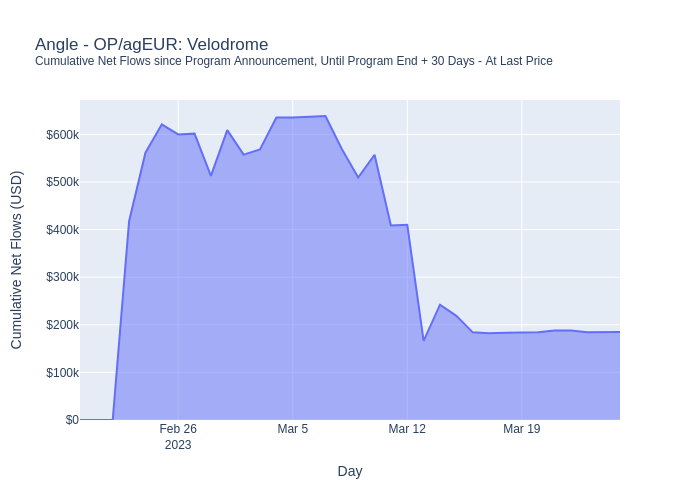 Angle - OP/agEUR: Velodrome
Cumulative Net Flows since Program Announcement, Until Program End + 30 Days - At Last Price
Cumulative Net Flows (USD)
$600k
$500k
$400k
$300k
$200k
$100k
$0
Feb 26
2023
Mar 5
Mar 12
Mar 19
Day